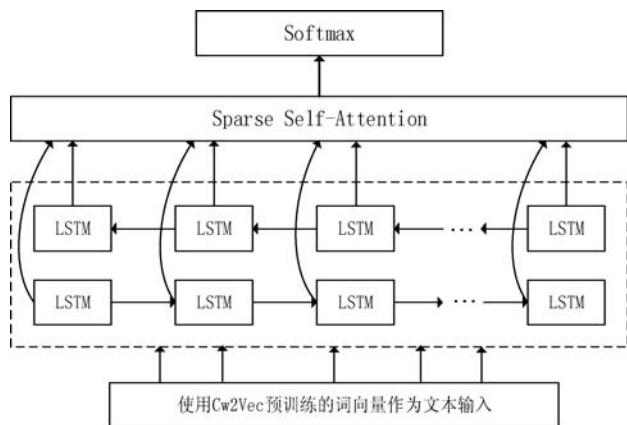 Softmax
Sparse Self-Attention
LSTM LSTM LSTM ... LSTM
LSTM LSTM LSTM ... LSTM
使用Cw2Vec预训练的词向量作为文本输入